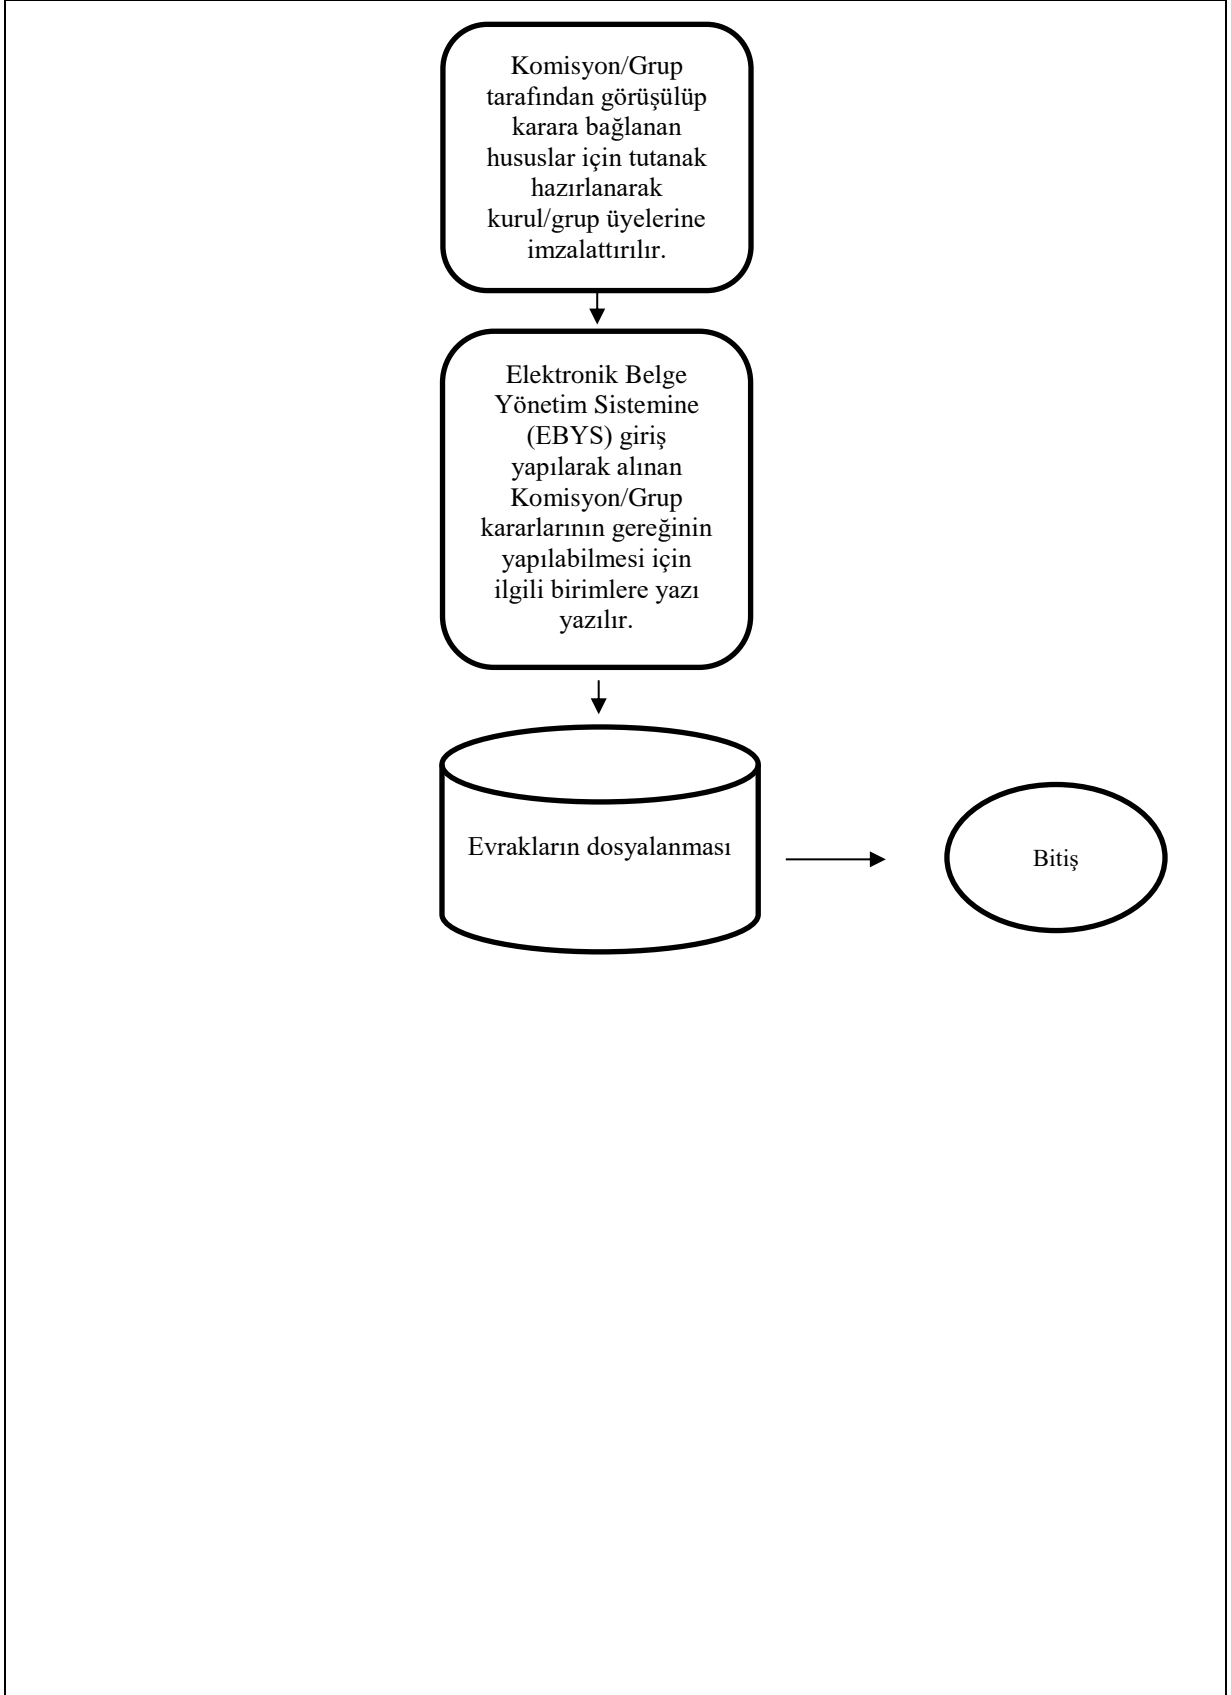 Komisyon/Grup
tarafından görüşülüp
karara bağlanan
hususlar için tutanak
hazırlanarak
kurul/grup üyelerine
imzalattırılır.
Elektronik Belge
Yönetim Sistemine
(EBYS) giriş
yapılarak alınan
Komisyon/Grup
kararlarının gereğinin
yapılabilmesi için
ilgili birimlere yazı
yazılır.
Evrakların dosyalanması
Bitiş